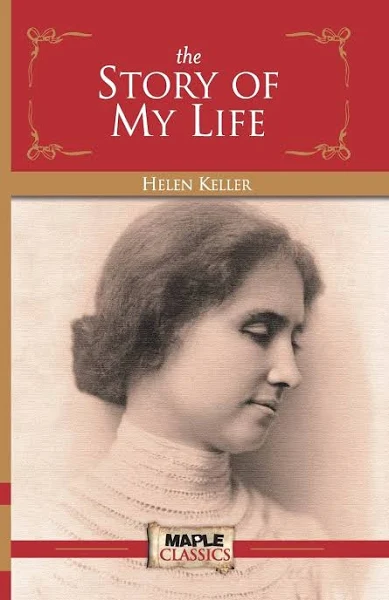 the
STORY OF
MY LIFE
HELEN KELLER
MAPLE
CLASSICS